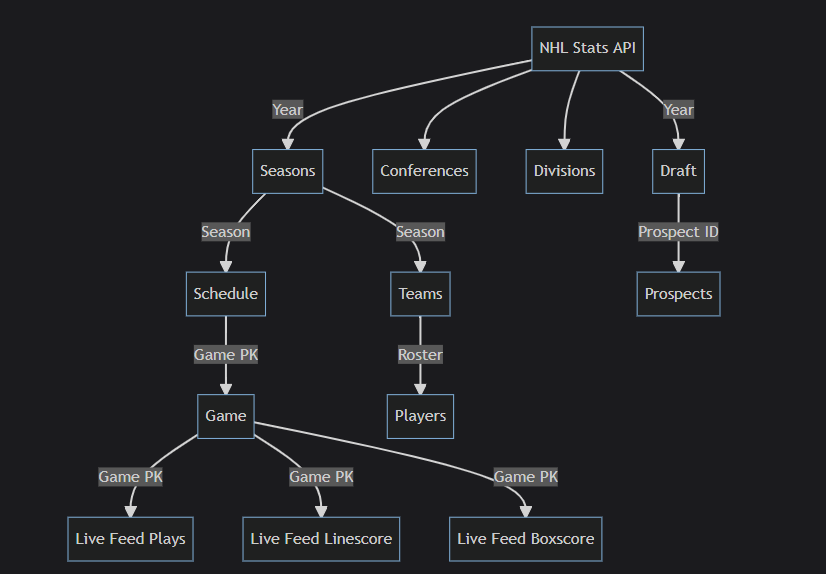 NHL Stats API
Year
Year
Seasons
Conferences
Divisions
Draft
Season
Season
Prospect ID
Schedule
Teams
Prospects
Game PK
Roster
Game
Players
Game PK
Game PK
Game PK
Live Feed Plays
Live Feed Linescore
Live Feed Boxscore